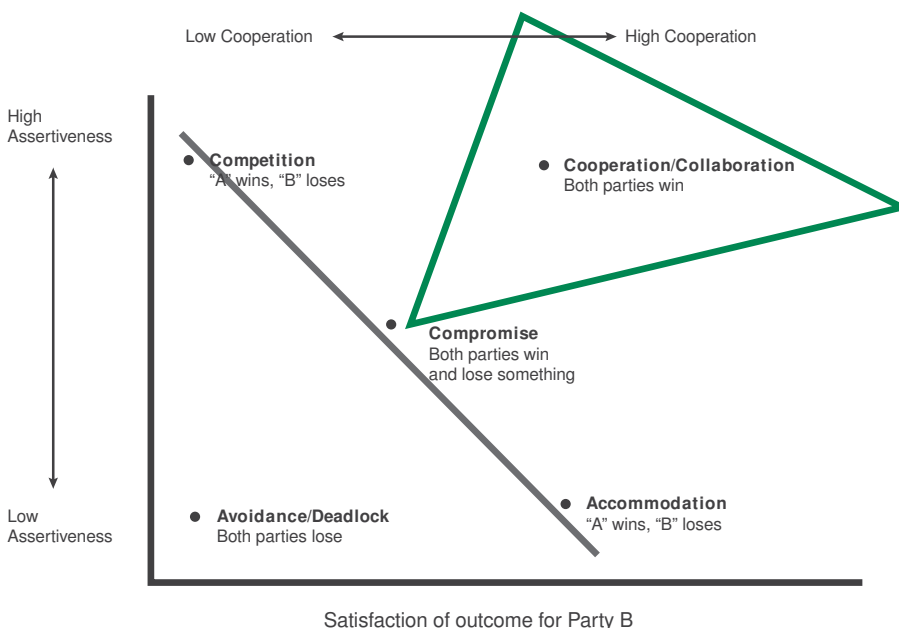 Low Cooperation
High Cooperation
High
Assertiveness
Competition
“A” wins, “B” loses
Cooperation/Collaboration
Both parties win
Compromise
Both parties win
and lose something
Low
Assertiveness
Avoidance/Deadlock
Both parties lose
Accommodation
“A” wins, “B” loses
Satisfaction of outcome for Party B